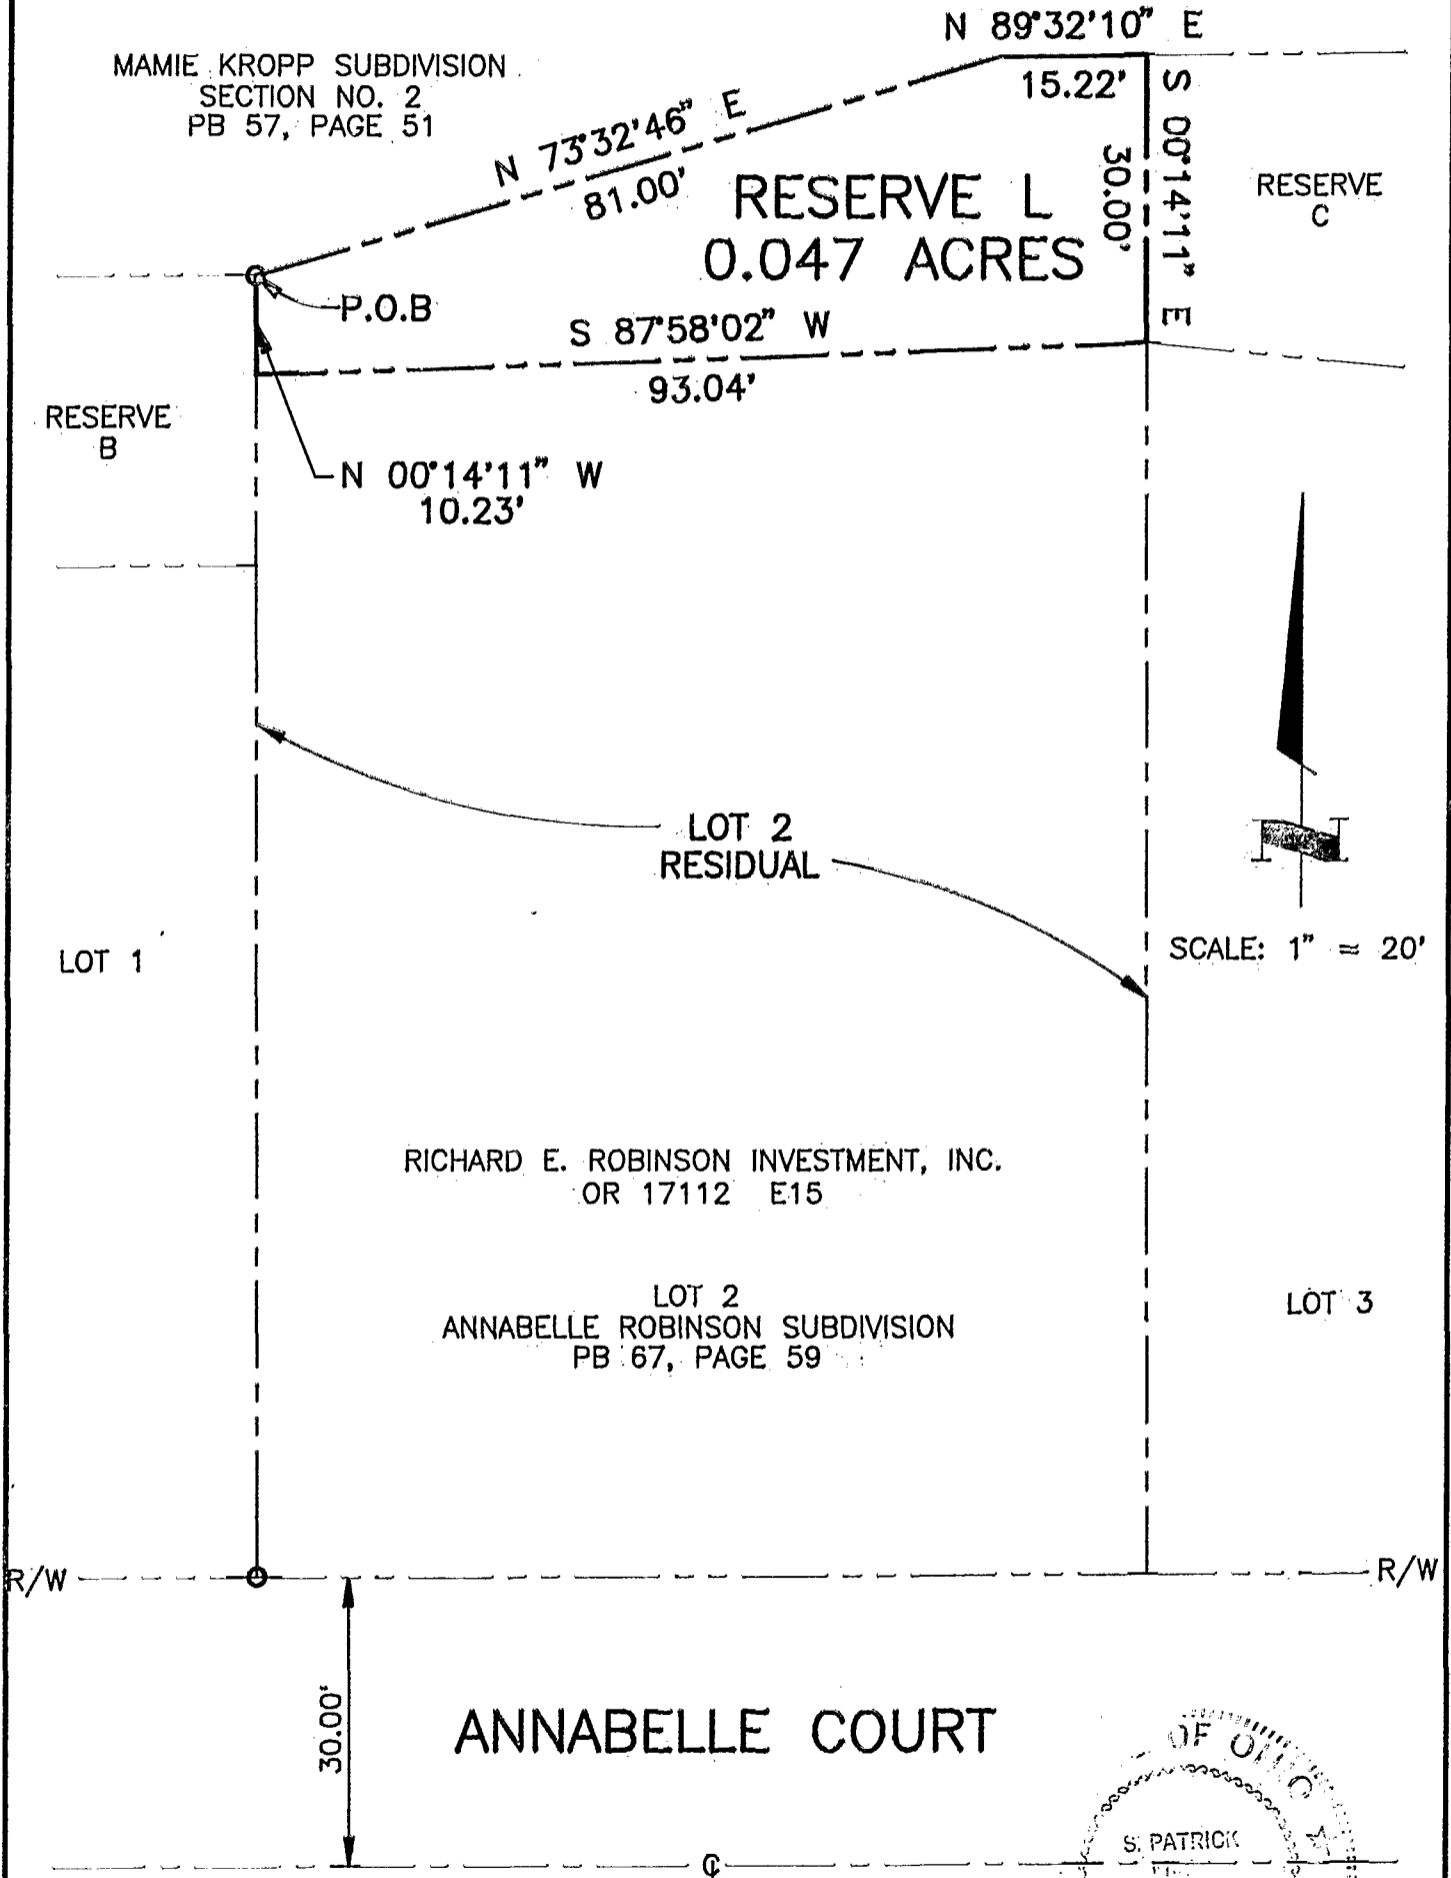 N 89°32'10" E
MAMIE KROPP SUBDIVISION
SECTION NO. 2
PB 57, PAGE 51
15.22'
S 00°14'11" E
30.00'
N 73°32'46" E
81.00'
RESERVE L
0.047 ACRES
RESERVE
C
P.O.B
S 87°58'02" W
93.04'
RESERVE
B
N 00°14'11" W
10.23'
LOT 2
RESIDUAL
LOT 1
SCALE: 1" = 20'
RICHARD E. ROBINSON INVESTMENT, INC.
OR 17112 E15
LOT 2
ANNABELLE ROBINSON SUBDIVISION
PB 67, PAGE 59
LOT 3
R/W
R/W
30.00'
ANNABELLE COURT
OF OHIO
S. PATRICK